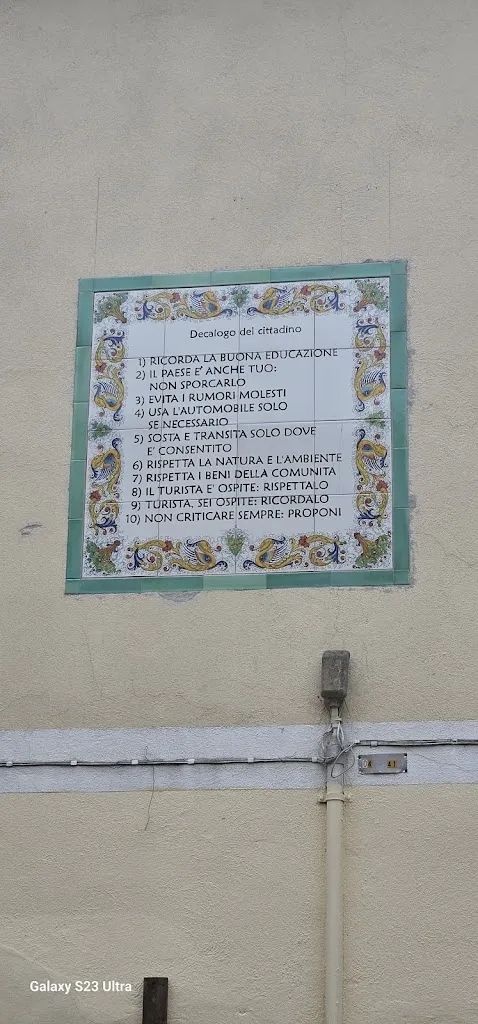 Decalogo del cittadino
1) RICORDA LA BUONA EDUCAZIONE
2) IL PAESE E' ANCHE TUO:
NON SPORCARLO
3) EVITA I RUMORI MOLESTI
4) USA L'AUTOMOBILE SOLO
SE NECESSARIO
5) SOSTA E TRANSITA SOLO DOVE
E' CONSENTITO
6) RISPETTA LA NATURA E L'AMBIENTE
7) RISPETTA I BENI DELLA COMUNITA
8) IL TURISTA E' OSPITE: RISPETTALO
9) TURISTA, SEI OSPITE: RICORDALO
10) NON CRITICARE SEMPRE: PROPONI
Galaxy S23 Ultra